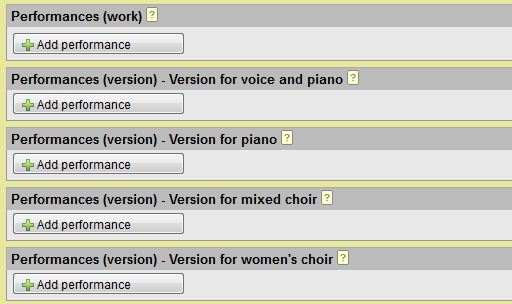 Performances (work) ?
Add performance
Performances (version) - Version for voice and piano ?
Add performance
Performances (version) - Version for piano ?
Add performance
Performances (version) - Version for mixed choir ?
Add performance
Performances (version) - Version for women's choir ?
Add performance